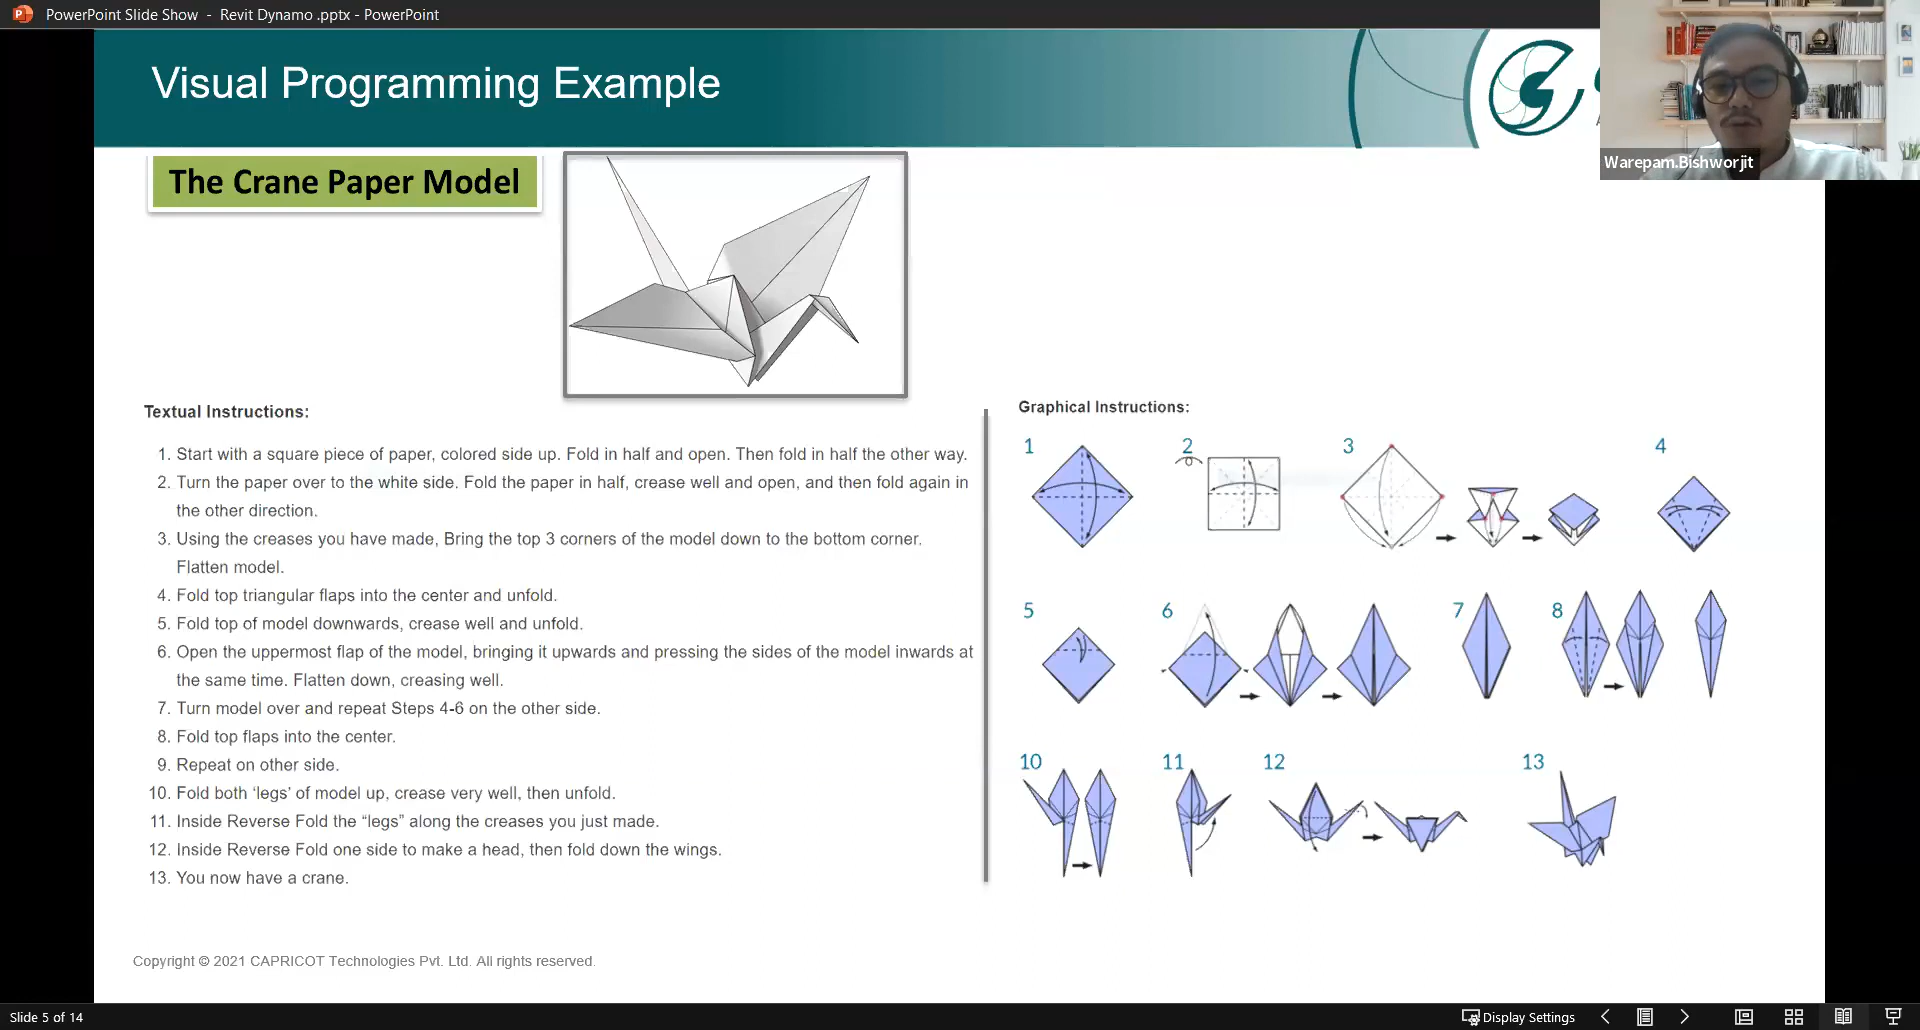 PowerPoint Slide Show - Revit Dynamo .pptx - PowerPoint
Visual Programming Example
Warepam.Bishworjit
The Crane Paper Model
Textual Instructions:
1. Start with a square piece of paper, colored side up. Fold in half and open. Then fold in half the other way.
2. Turn the paper over to the white side. Fold the paper in half, crease well and open, and then fold again in
the other direction.
3. Using the creases you have made, Bring the top 3 corners of the model down to the bottom corner.
Flatten model.
4. Fold top triangular flaps into the center and unfold.
5. Fold top of model downwards, crease well and unfold.
6. Open the uppermost flap of the model, bringing it upwards and pressing the sides of the model inwards at
the same time. Flatten down, creasing well.
7. Turn model over and repeat Steps 4-6 on the other side.
8. Fold top flaps into the center.
9. Repeat on other side.
10. Fold both ‘legs’ of model up, crease very well, then unfold.
11. Inside Reverse Fold the “legs” along the creases you just made.
12. Inside Reverse Fold one side to make a head, then fold down the wings.
13. You now have a crane.
Graphical Instructions:
1 2 3 4
5 6 7 8
10 11 12 13
Copyright © 2021 CAPRICOT Technologies Pvt. Ltd. All rights reserved.
Slide 5 of 14
Display Settings